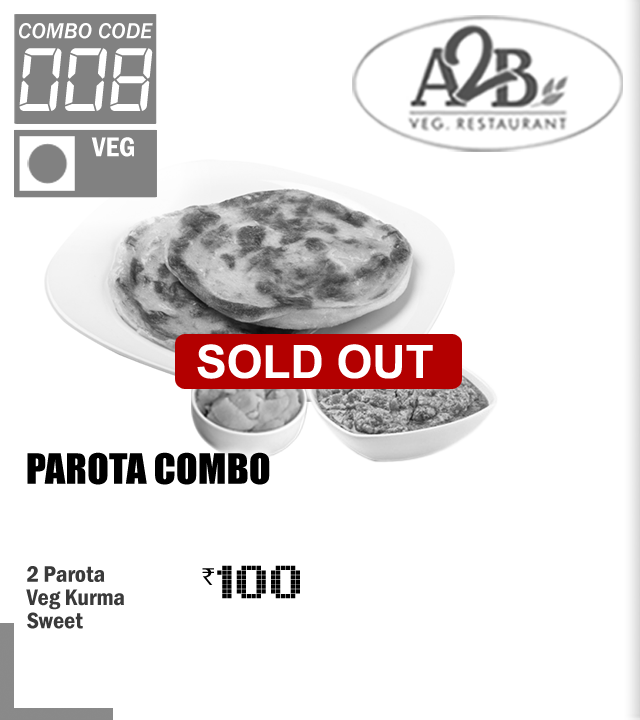 COMBO CODE
008
VEG
A2B
VEG. RESTAURANT
SOLD OUT
PAROTA COMBO
2 Parota
Veg Kurma
Sweet
₹100